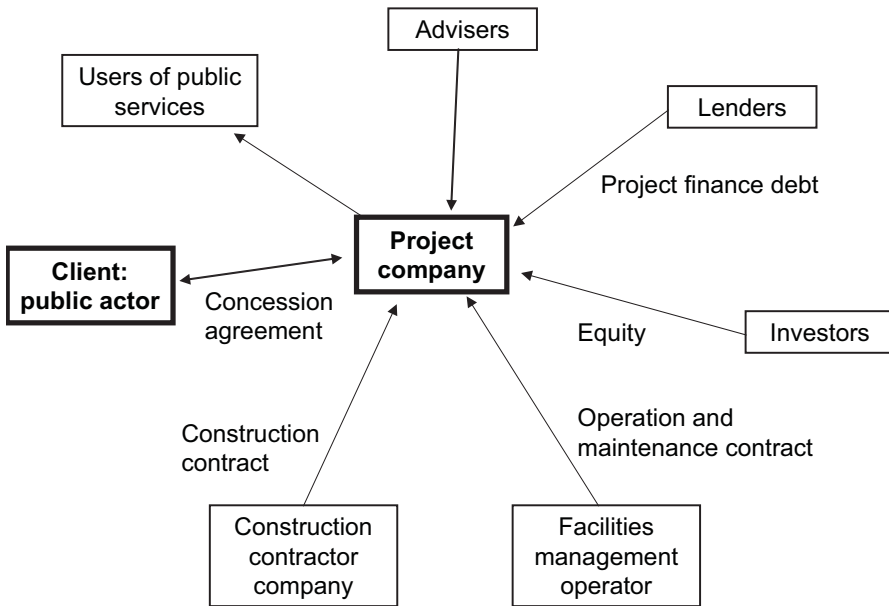 Advisers
Users of public
services
Lenders
Project finance debt
Project
company
Client:
public actor
Concession
agreement
Equity
Investors
Construction
contract
Operation and
maintenance contract
Construction
contractor
company
Facilities
management
operator